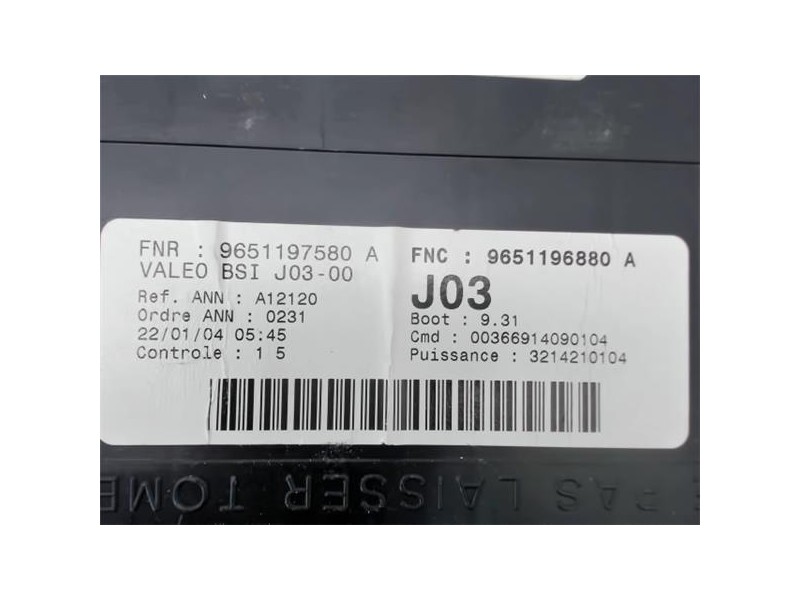 FNR : 9651197580 A
VALEO BSI J03-00
Ref. ANN : A12120
Ordre ANN : 0231
22/01/04 05:45
Controle : 1 5
FNC : 9651196880 A
J03
Boot : 9.31
Cmd : 00366914090104
Puissance : 3214210104
PAS LAISSER